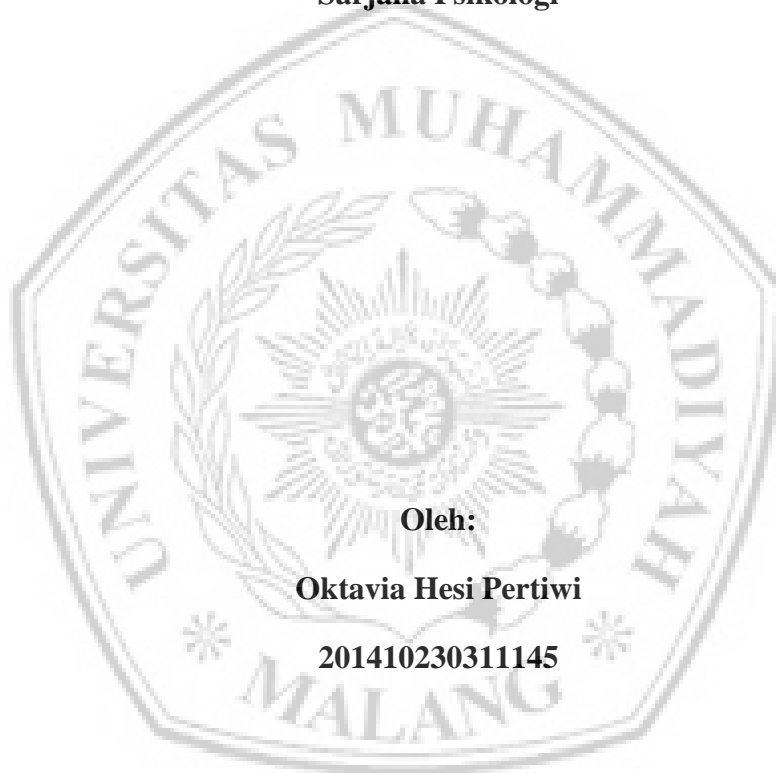 Sarjana Psikologi
UNIVERSITAS MUHAMMADIYAH
Oleh:
Oktavia Hesi Pertiwi
201410230311145
MALANG